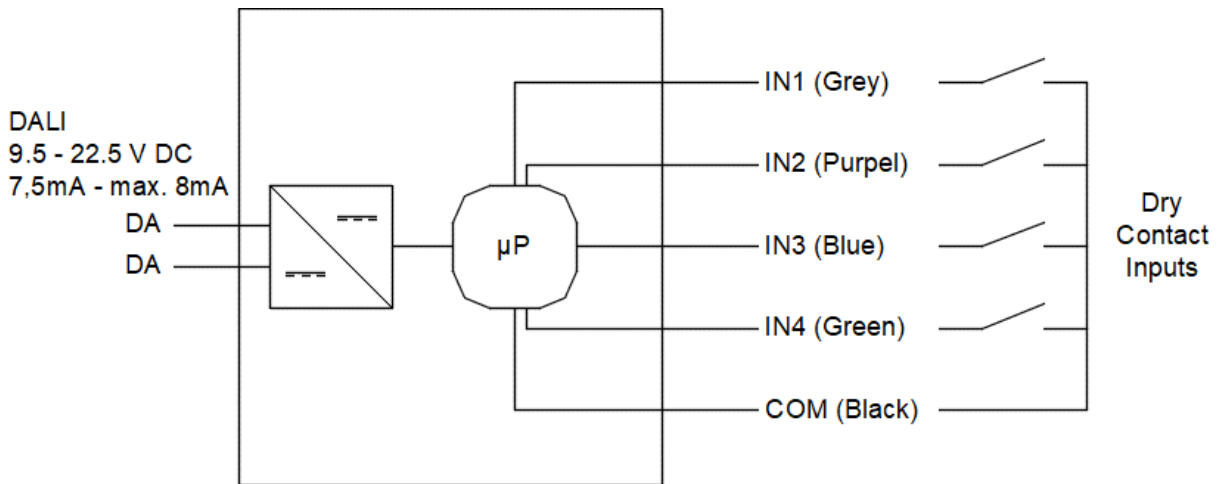 DALI
9.5 - 22.5 V DC
7,5mA - max. 8mA
DA
DA
µP
IN1 (Grey)
IN2 (Purpel)
IN3 (Blue)
IN4 (Green)
COM (Black)
Dry
Contact
Inputs